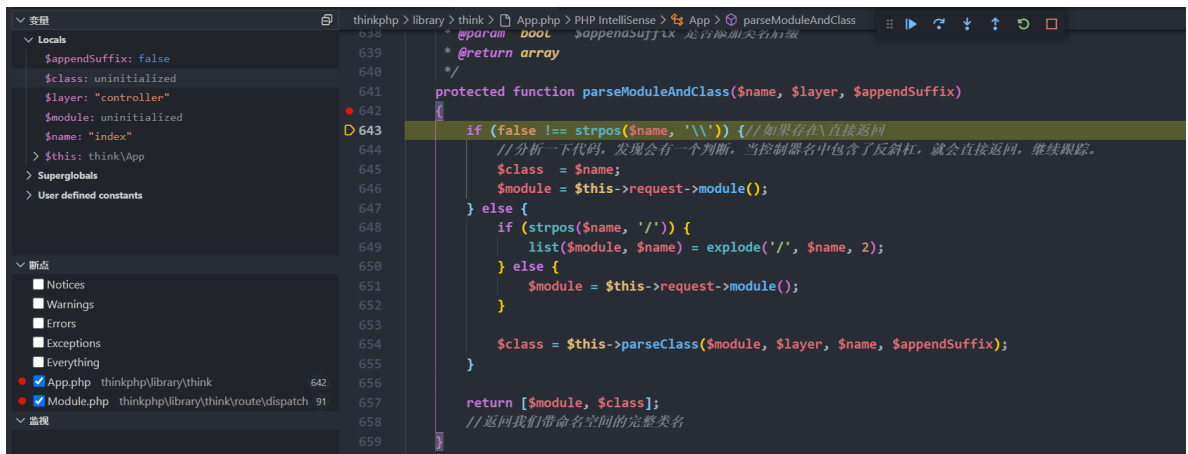 变量
Locals
$appendSuffix: false
$class: uninitialized
$layer: "controller"
$module: uninitialized
$name: "index"
$this: think\App
Superglobals
User defined constants
断点
Notices
Warnings
Errors
Exceptions
Everything
App.php thinkphp\library\think 642
Module.php thinkphp\library\think\route\dispatch 91
监视
thinkphp > library > think > App.php > PHP IntelliSense > App > parseModuleAndClass
638 * @param bool $appendSuffix 是否添加类名后缀
639 * @return array
640 */
641 protected function parseModuleAndClass($name, $layer, $appendSuffix)
642 {
643 if (false !== strpos($name, '\\')) {//如果存在\直接返回
644 //分析一下代码，发现会有一个判断，当控制器名中包含了反斜杠，就会直接返回，继续跟踪。
645 $class = $name;
646 $module = $this->request->module();
647 } else {
648 if (strpos($name, '/')) {
649 list($module, $name) = explode('/', $name, 2);
650 } else {
651 $module = $this->request->module();
652 }
653
654 $class = $this->parseClass($module, $layer, $name, $appendSuffix);
655 }
656
657 return [$module, $class];
658 //返回我们带命名空间的完整类名
659 }